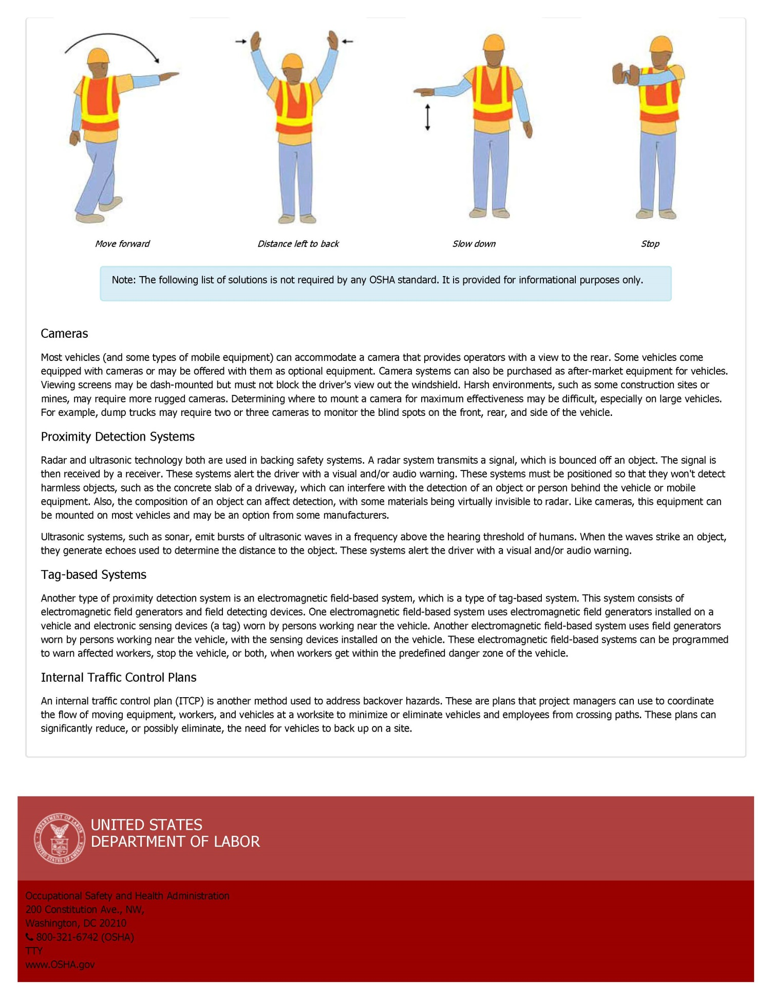 Move forward
Distance left to back
Slow down
Stop
Note: The following list of solutions is not required by any OSHA standard. It is provided for informational purposes only.
Cameras
Most vehicles (and some types of mobile equipment) can accommodate a camera that provides operators with a view to the rear. Some vehicles come
equipped with cameras or may be offered with them as optional equipment. Camera systems can also be purchased as after-market equipment for vehicles.
Viewing screens may be dash-mounted but must not block the driver's view out the windshield. Harsh environments, such as some construction sites or
mines, may require more rugged cameras. Determining where to mount a camera for maximum effectiveness may be difficult, especially on large vehicles.
For example, dump trucks may require two or three cameras to monitor the blind spots on the front, rear, and side of the vehicle.
Proximity Detection Systems
Radar and ultrasonic technology both are used in backing safety systems. A radar system transmits a signal, which is bounced off an object. The signal is
then received by a receiver. These systems alert the driver with a visual and/or audio warning. These systems must be positioned so that they won't detect
harmless objects, such as the concrete slab of a driveway, which can interfere with the detection of an object or person behind the vehicle or mobile
equipment. Also, the composition of an object can affect detection, with some materials being virtually invisible to radar. Like cameras, this equipment can
be mounted on most vehicles and may be an option from some manufacturers.
Ultrasonic systems, such as sonar, emit bursts of ultrasonic waves in a frequency above the hearing threshold of humans. When the waves strike an object,
they generate echoes used to determine the distance to the object. These systems alert the driver with a visual and/or audio warning.
Tag-based Systems
Another type of proximity detection system is an electromagnetic field-based system, which is a type of tag-based system. This system consists of
electromagnetic field generators and field detecting devices. One electromagnetic field-based system uses electromagnetic field generators installed on a
vehicle and electronic sensing devices (a tag) worn by persons working near the vehicle. Another electromagnetic field-based system uses field generators
worn by persons working near the vehicle, with the sensing devices installed on the vehicle. These electromagnetic field-based systems can be programmed
to warn affected workers, stop the vehicle, or both, when workers get within the predefined danger zone of the vehicle.
Internal Traffic Control Plans
An internal traffic control plan (ITCP) is another method used to address backover hazards. These are plans that project managers can use to coordinate
the flow of moving equipment, workers, and vehicles at a worksite to minimize or eliminate vehicles and employees from crossing paths. These plans can
significantly reduce, or possibly eliminate, the need for vehicles to back up on a site.
DEPARTMENT OF LABOR
UNITED STATES OF AMERICA
UNITED STATES
DEPARTMENT OF LABOR
Occupational Safety and Health Administration
200 Constitution Ave., NW,
Washington, DC 20210
800-321-6742 (OSHA)
TTY
www.OSHA.gov